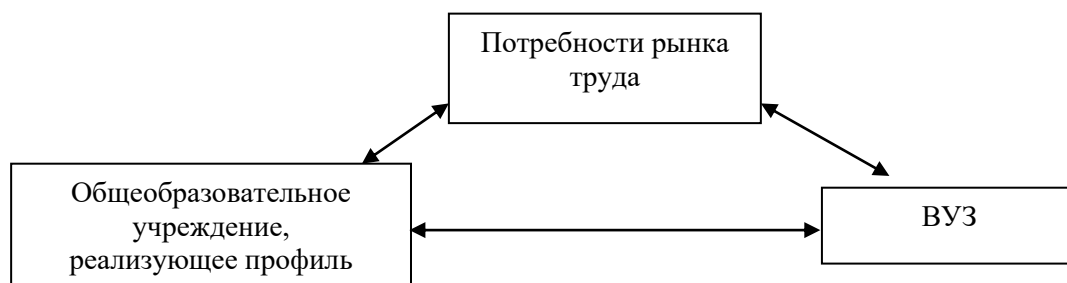 Потребности рынка
труда
Общеобразовательное
учреждение,
реализующее профиль
ВУЗ